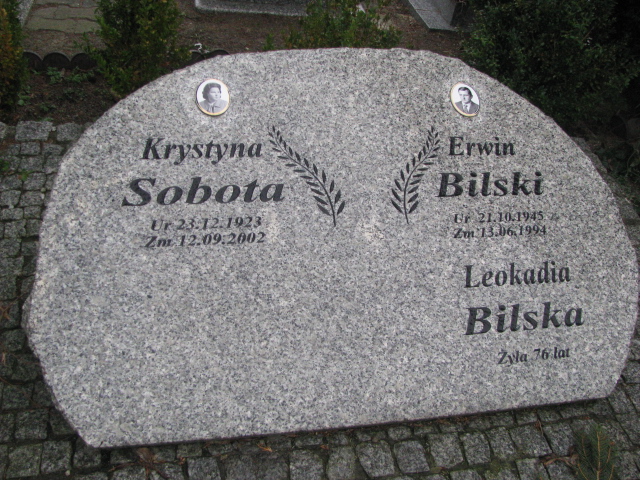 Krystyna
Sobota
Ur 23.12.1923
Zm 12.09.2002
Erwin
Bilski
Ur 21.10.1945
Zm 13.06.1994
Leokadia
Bilska
Żyła 76 lat